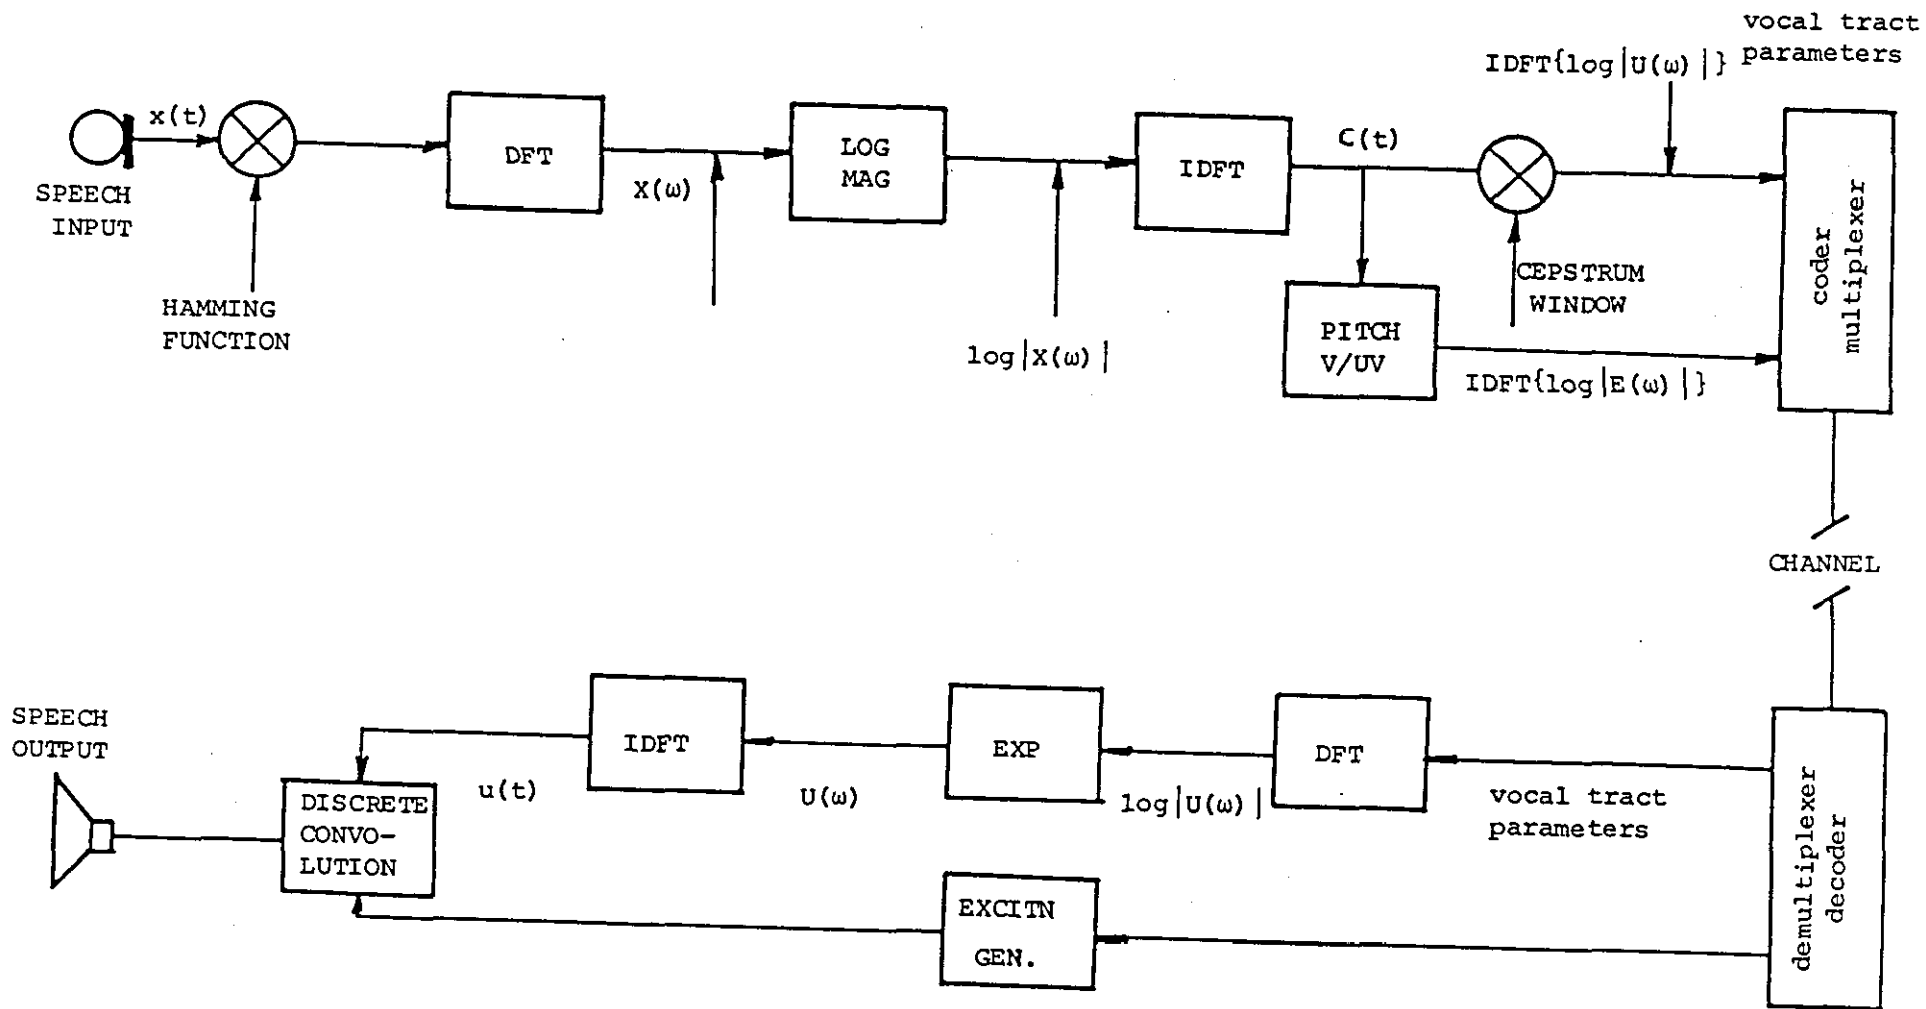 vocal tract
parameters
IDFT{log|U(ω)|}
x(t)
SPEECH
INPUT
HAMMING
FUNCTION
DFT
X(ω)
LOG
MAG
log|X(ω)|
IDFT
C(t)
CEPSTRUM
WINDOW
PITCH
V/UV
IDFT{log|E(ω)|}
coder
multiplexer
CHANNEL
SPEECH
OUTPUT
DISCRETE
CONVO-
LUTION
u(t)
IDFT
U(ω)
EXP
log|U(ω)|
DFT
vocal tract
parameters
EXCITN
GEN.
demultiplexer
decoder